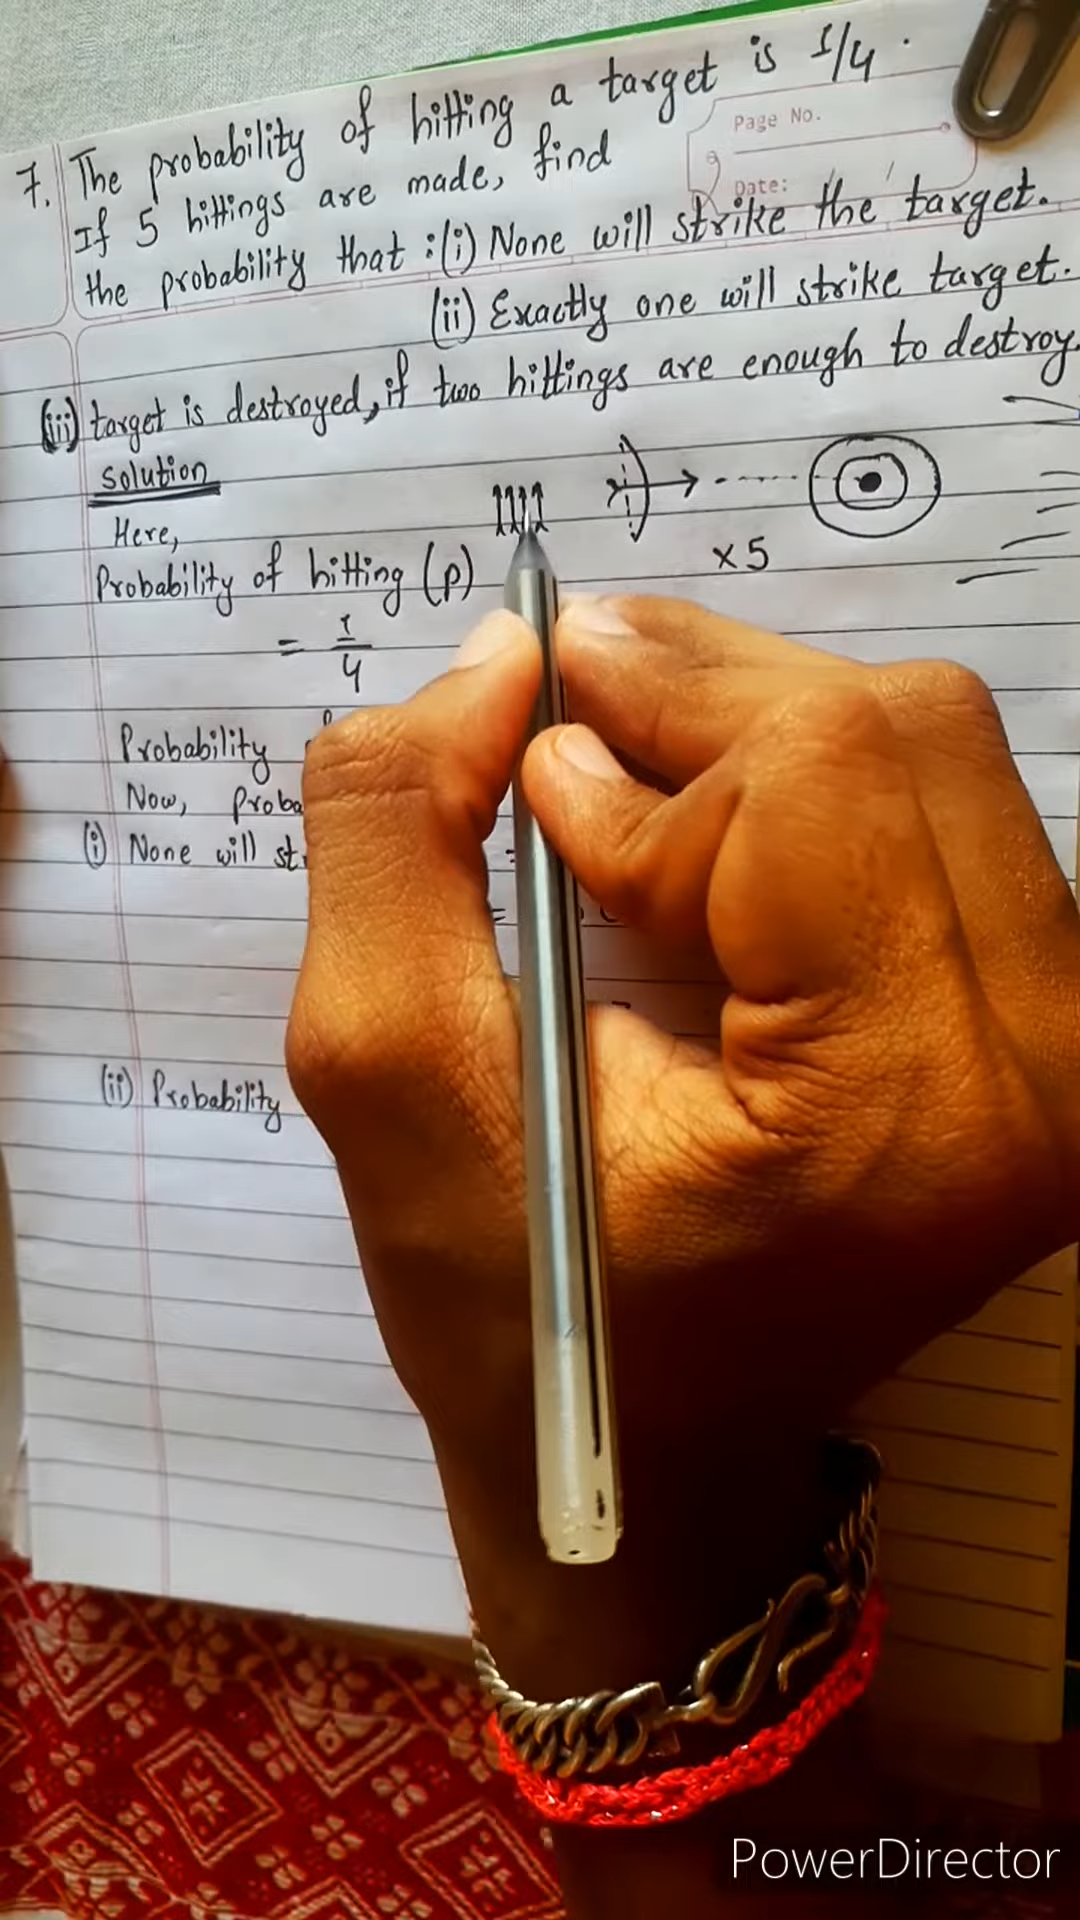 7. The probability of hitting a target is 1/4.
Page No.
If 5 hittings are made, find
Date:
the probability that : (i) None will strike the target.
(ii) Exactly one will strike target.
(iii) target is destroyed, if two hittings are enough to destroy.
Solution
Here,
Probability of hitting (p)
x 5
= 1/4
Probability
Now, proba
(i) None will st
(ii) Probability
PowerDirector